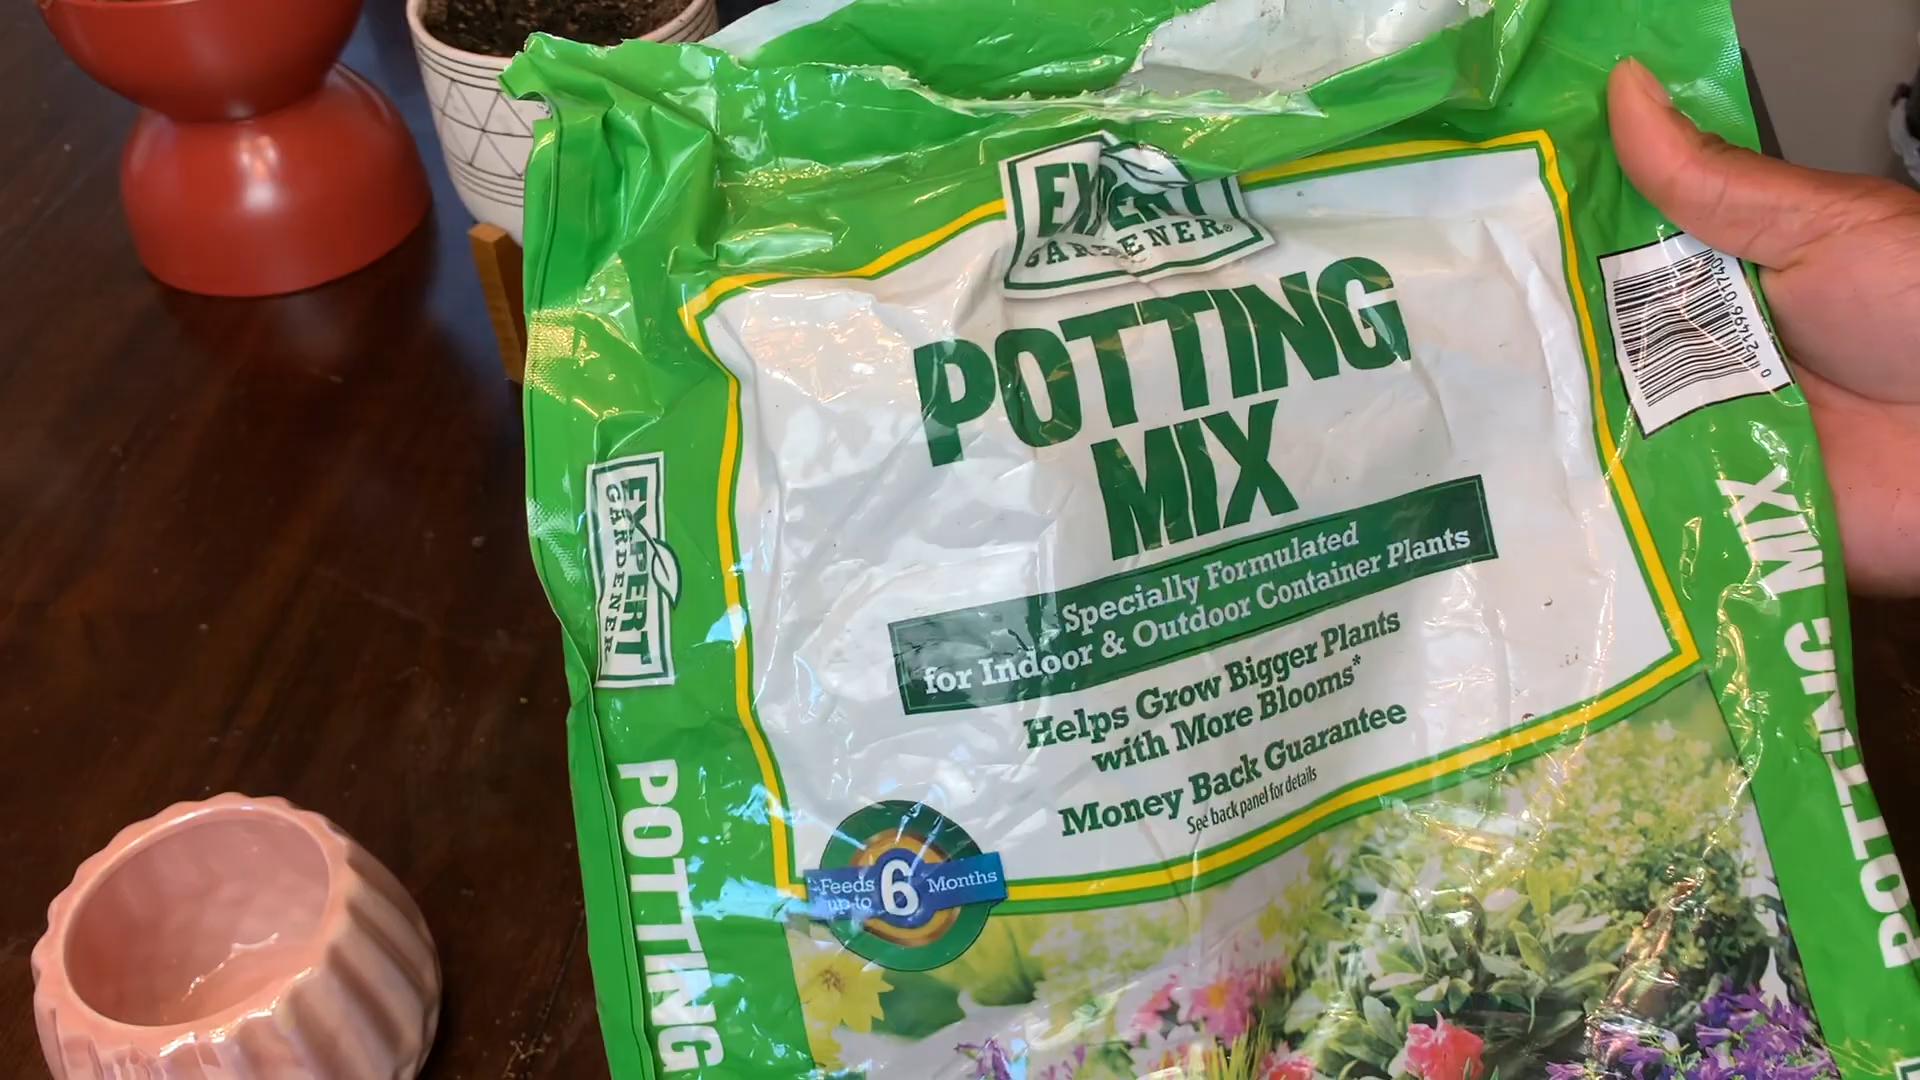 EXPERT
GARDENER®
POTTING
MIX
Specially Formulated
for Indoor & Outdoor Container Plants
Helps Grow Bigger Plants
with More Blooms*
Money Back Guarantee
See back panel for details
Feeds
up to
6
Months
EXPERT
GARDENER
POTTING
POTTING MIX